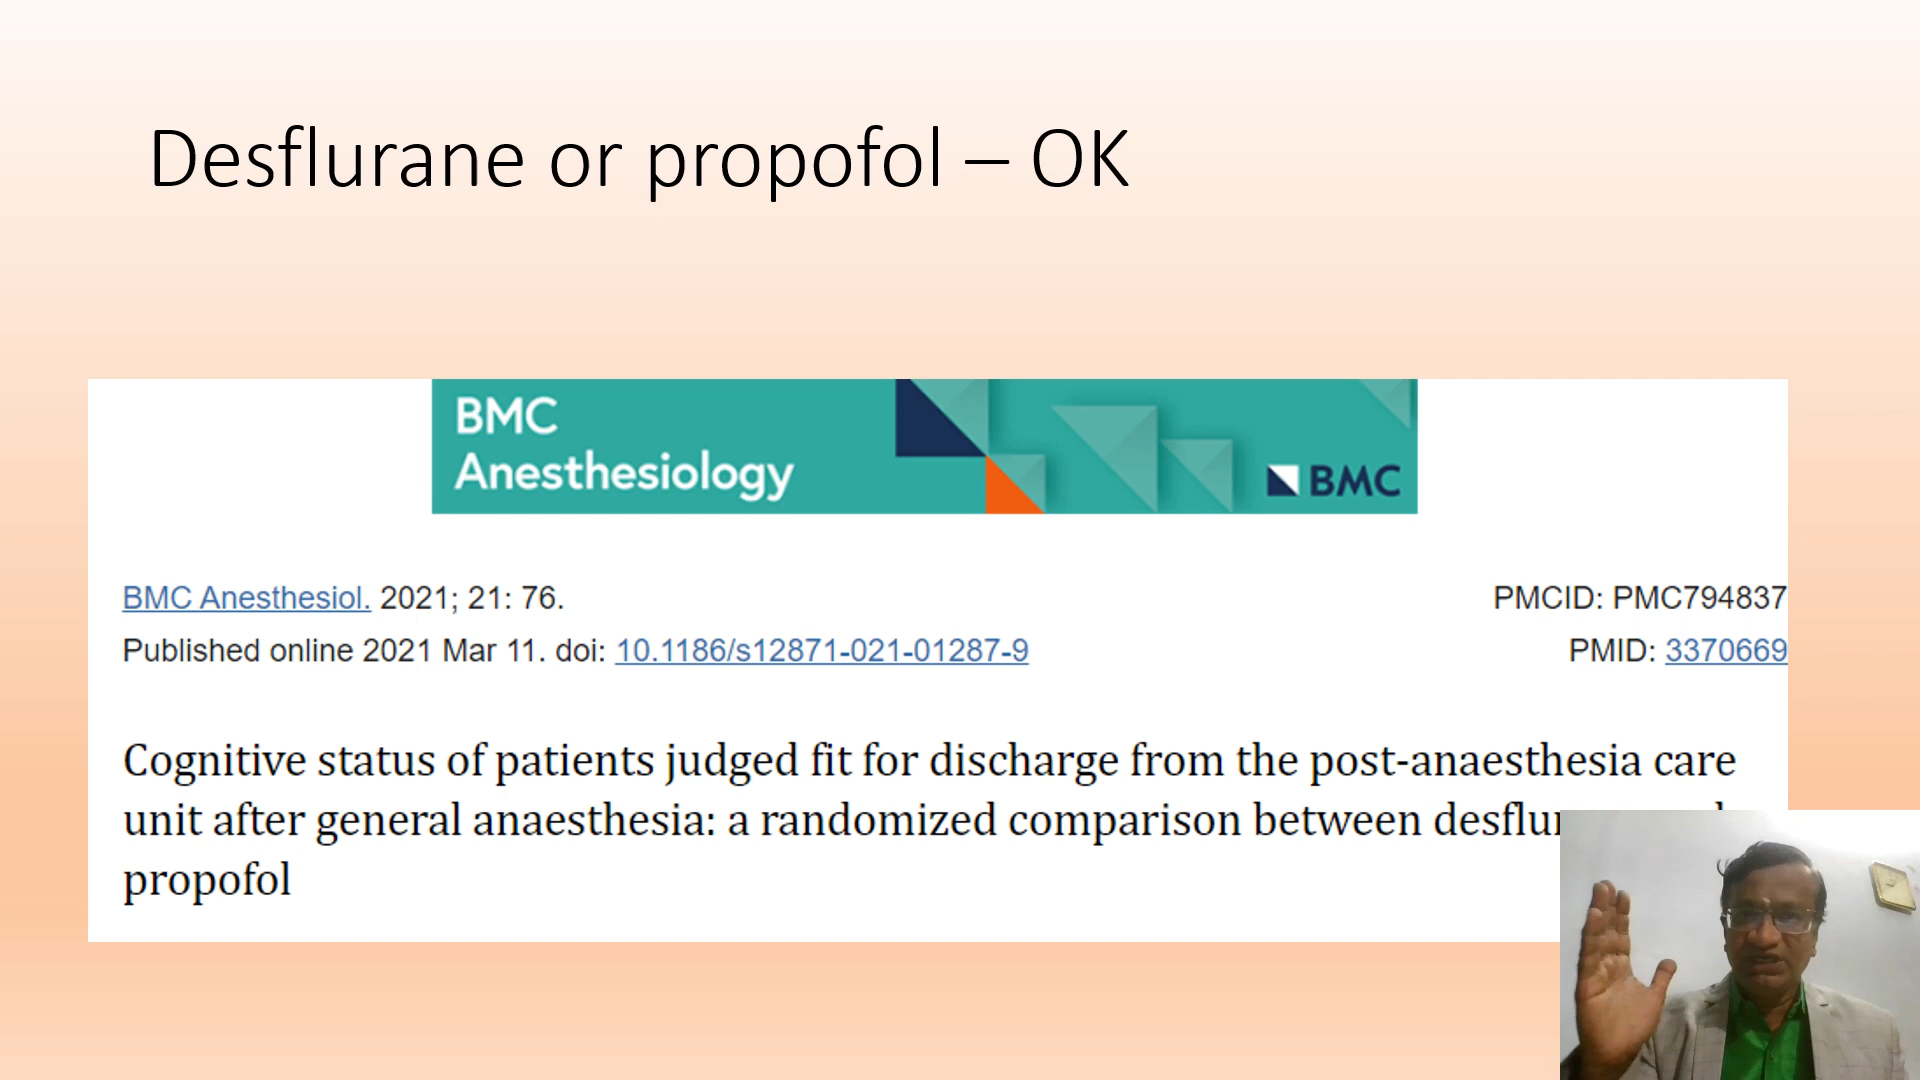 Desflurane or propofol – OK
BMC
Anesthesiology
BMC
BMC Anesthesiol. 2021; 21: 76.
PMCID: PMC794837
Published online 2021 Mar 11. doi: 10.1186/s12871-021-01287-9
PMID: 3370669
Cognitive status of patients judged fit for discharge from the post-anaesthesia care
unit after general anaesthesia: a randomized comparison between
propofol